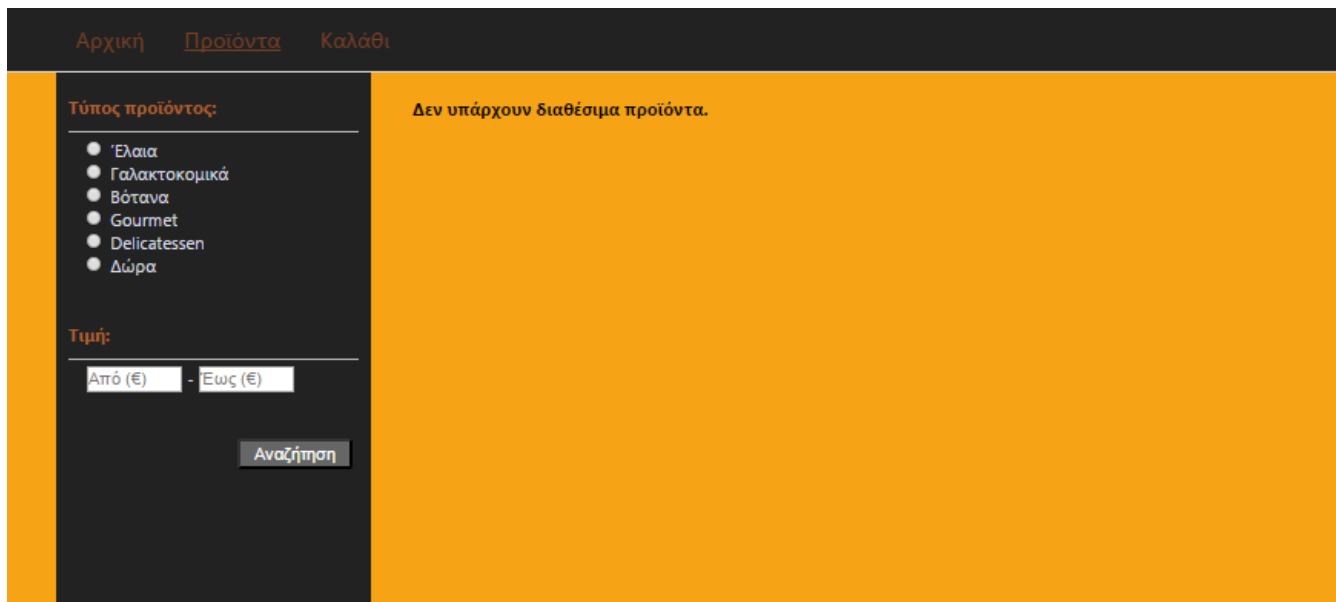 Αρχική Προϊόντα Καλάθι
Τύπος προϊόντος:
Έλαια
Γαλακτοκομικά
Βότανα
Gourmet
Delicatessen
Δώρα
Τιμή:
Από (€) - Έως (€)
Αναζήτηση
Δεν υπάρχουν διαθέσιμα προϊόντα.